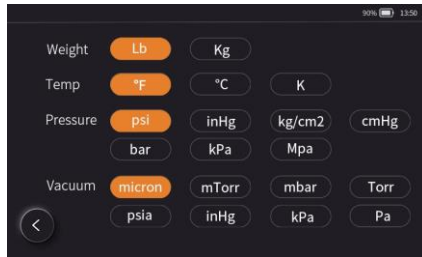 90% 13:50
Weight Lb Kg
Temp °F °C K
Pressure psi inHg kg/cm2 cmHg
bar kPa Mpa
Vacuum micron mTorr mbar Torr
psia inHg kPa Pa